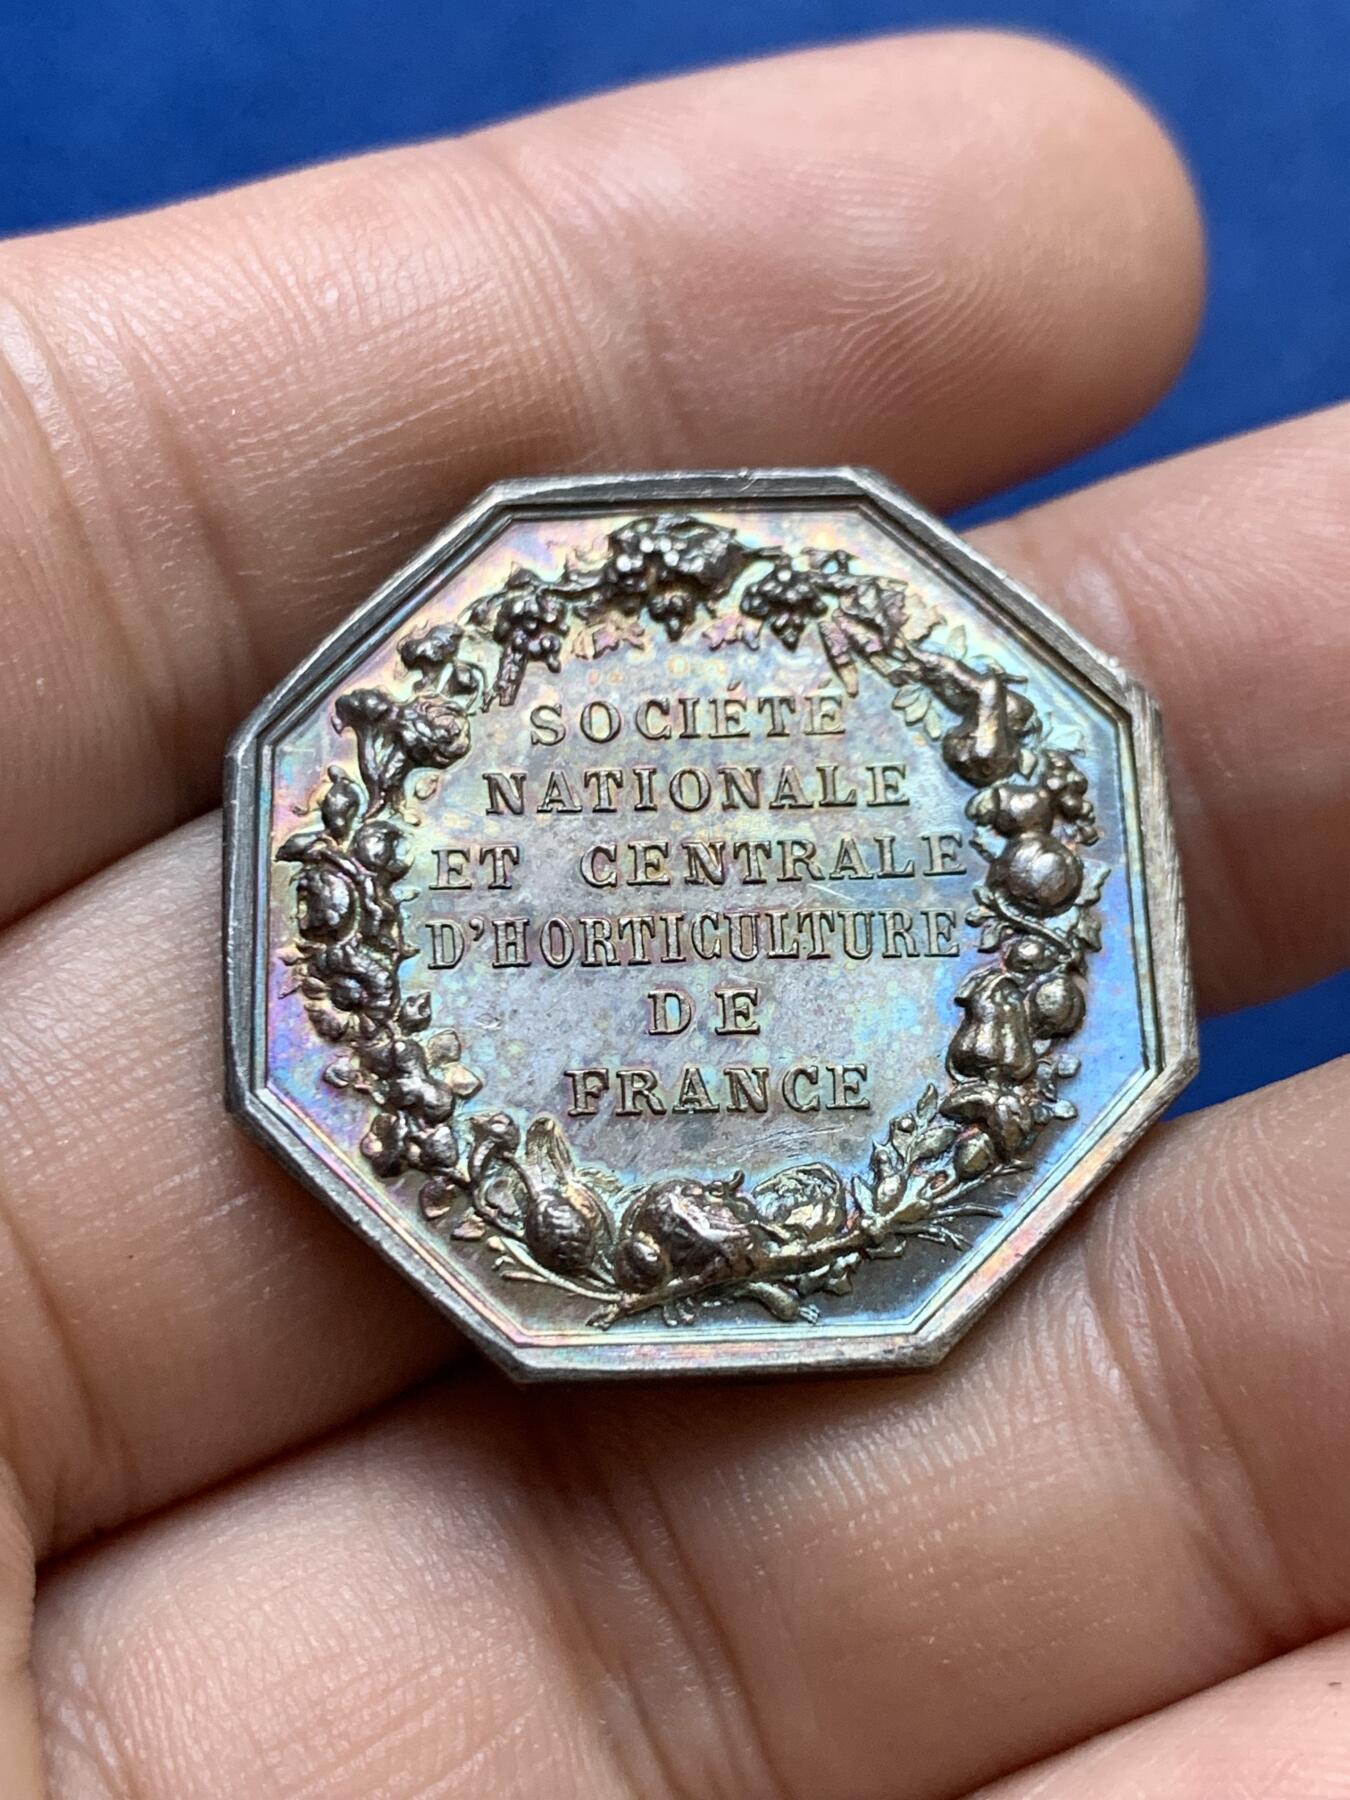 SOCIÉTÉ
NATIONALE
ET CENTRALE
D'HORTICULTURE
DE
FRANCE